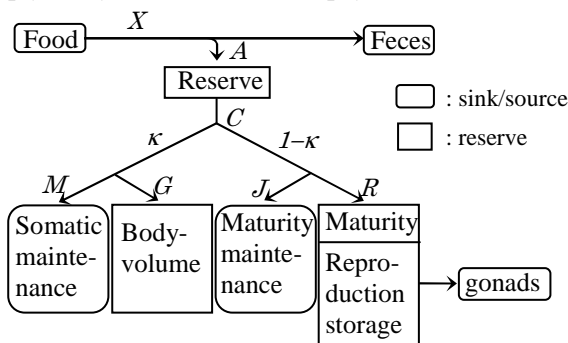 X
Food
Feces
A
Reserve
: sink/source
C
κ
1-κ
: reserve
M
G
J
R
Somatic
mainte-
nance
Body-
volume
Maturity
mainte-
nance
Maturity
Repro-
duction
storage
gonads